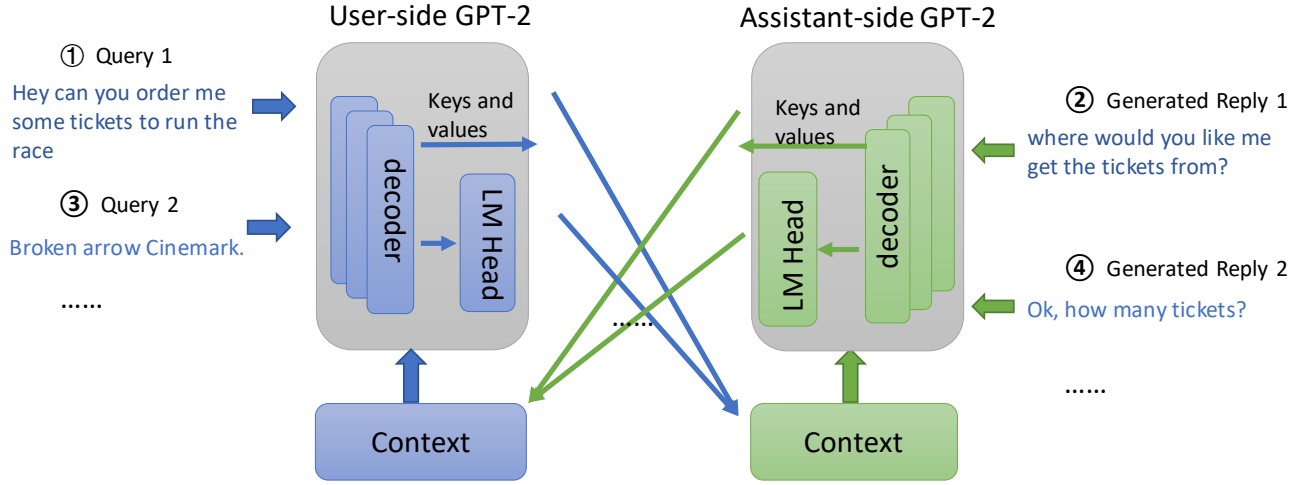 User-side GPT-2
Assistant-side GPT-2
① Query 1
Hey can you order me
some tickets to run the
race
③ Query 2
Broken arrow Cinemark.
......
Keys and
values
decoder
LM Head
Context
......
Keys and
values
LM Head
decoder
Context
② Generated Reply 1
where would you like me
get the tickets from?
④ Generated Reply 2
Ok, how many tickets?
......